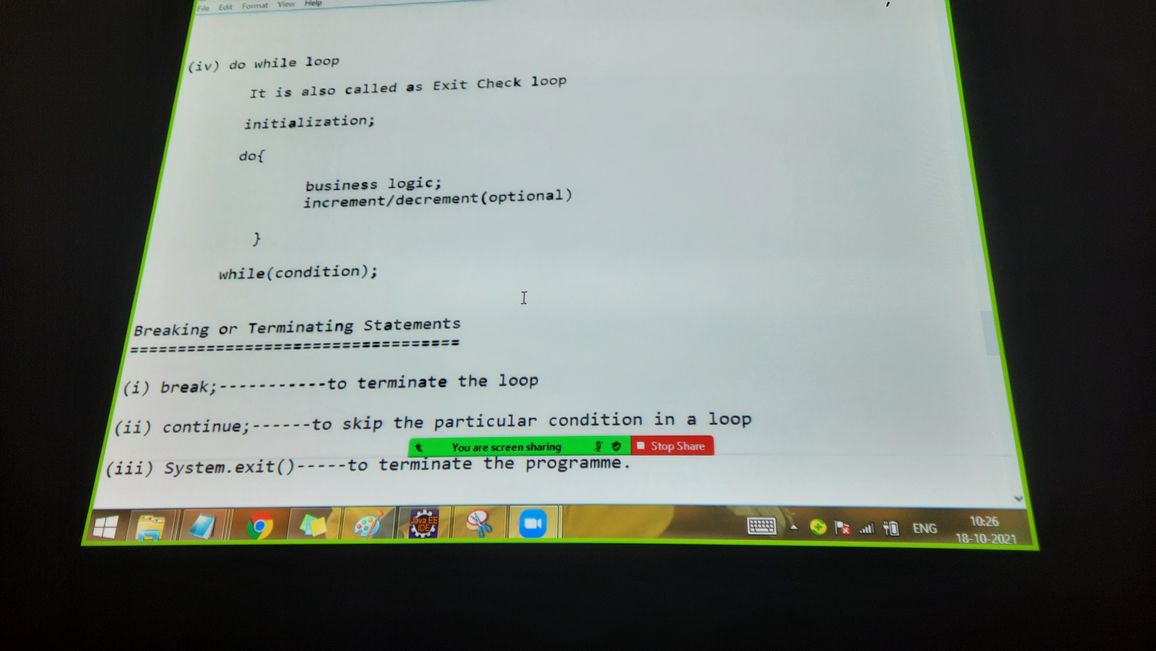 File Edit Format View Help
(iv) do while loop
It is also called as Exit Check loop
initialization;
do{
business logic;
increment/decrement(optional)
}
while(condition);
Breaking or Terminating Statements
==================================
(i) break;-----------to terminate the loop
(ii) continue;------to skip the particular condition in a loop
You are screen sharing Stop Share
(iii) System.exit()-----to terminate the programme.
Java EE
IDE
ENG
10:26
18-10-2021